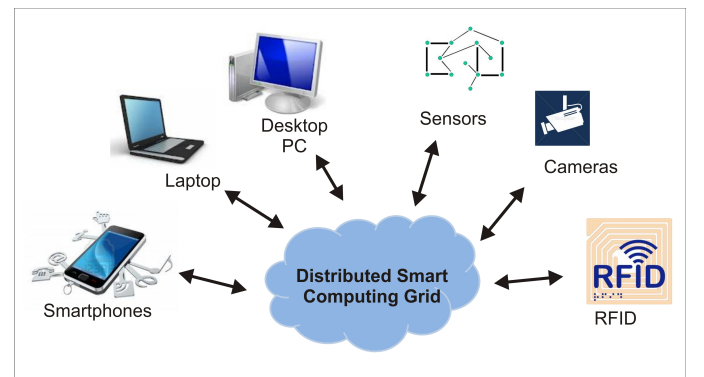 Desktop
PC
Sensors
Cameras
Laptop
Distributed Smart
Computing Grid
RFID
Smartphones
RFID